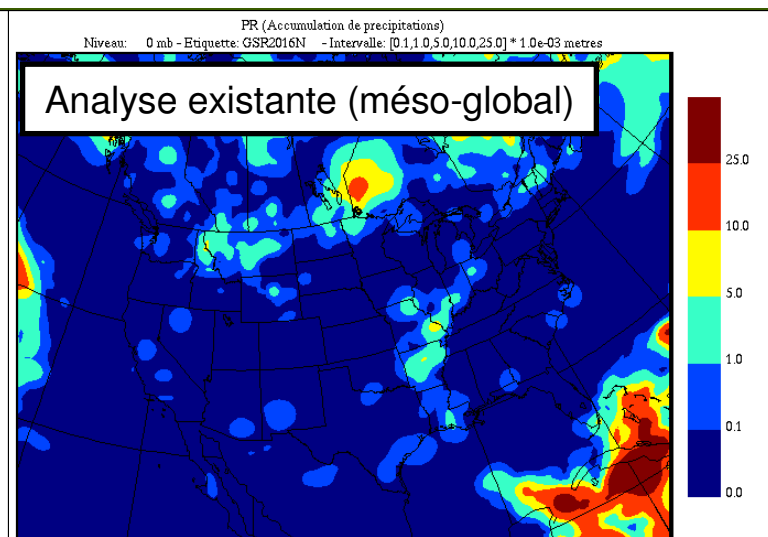 PR (Accumulation de precipitations)
Niveau: 0 mb - Etiquette: GSR2016N - Intervalle: [0.1,1.0,5.0,10.0,25.0] * 1.0e-03 metres
Analyse existante (méso-global)
25.0
10.0
5.0
1.0
0.1
0.0